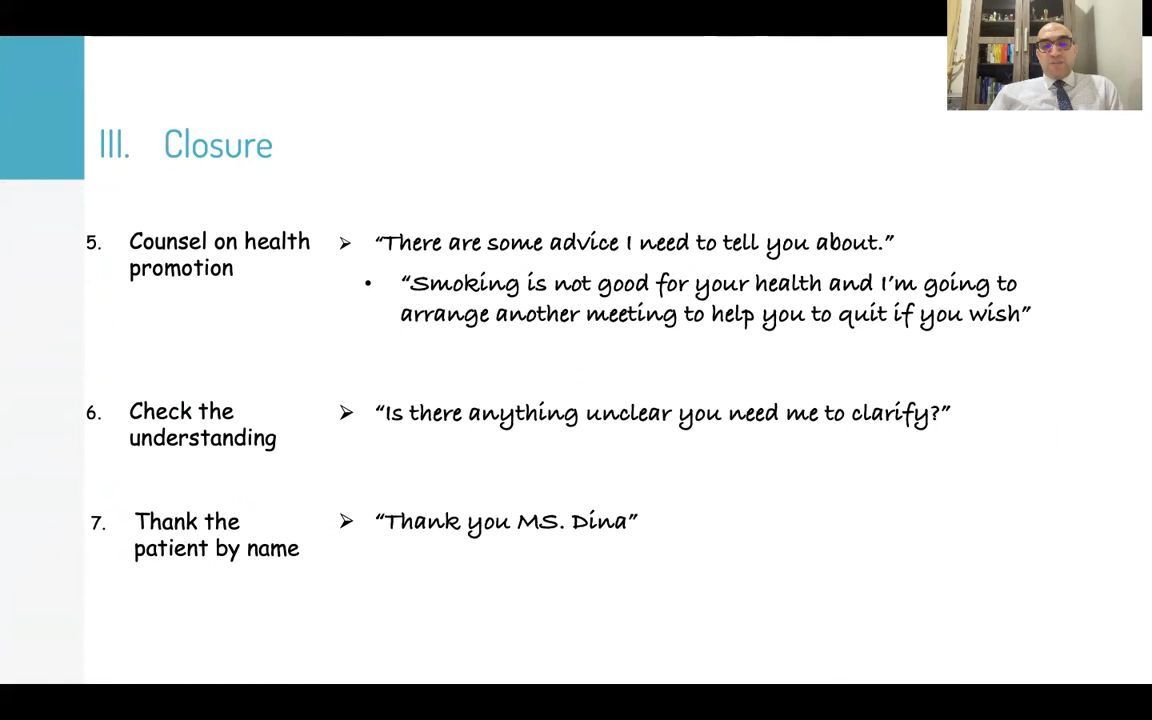 III. Closure
5. Counsel on health
promotion
➢ “There are some advice I need to tell you about.”
• “Smoking is not good for your health and I’m going to
arrange another meeting to help you to quit if you wish”
6. Check the
understanding
➢ “Is there anything unclear you need me to clarify?”
7. Thank the
patient by name
➢ “Thank you MS. Dina”